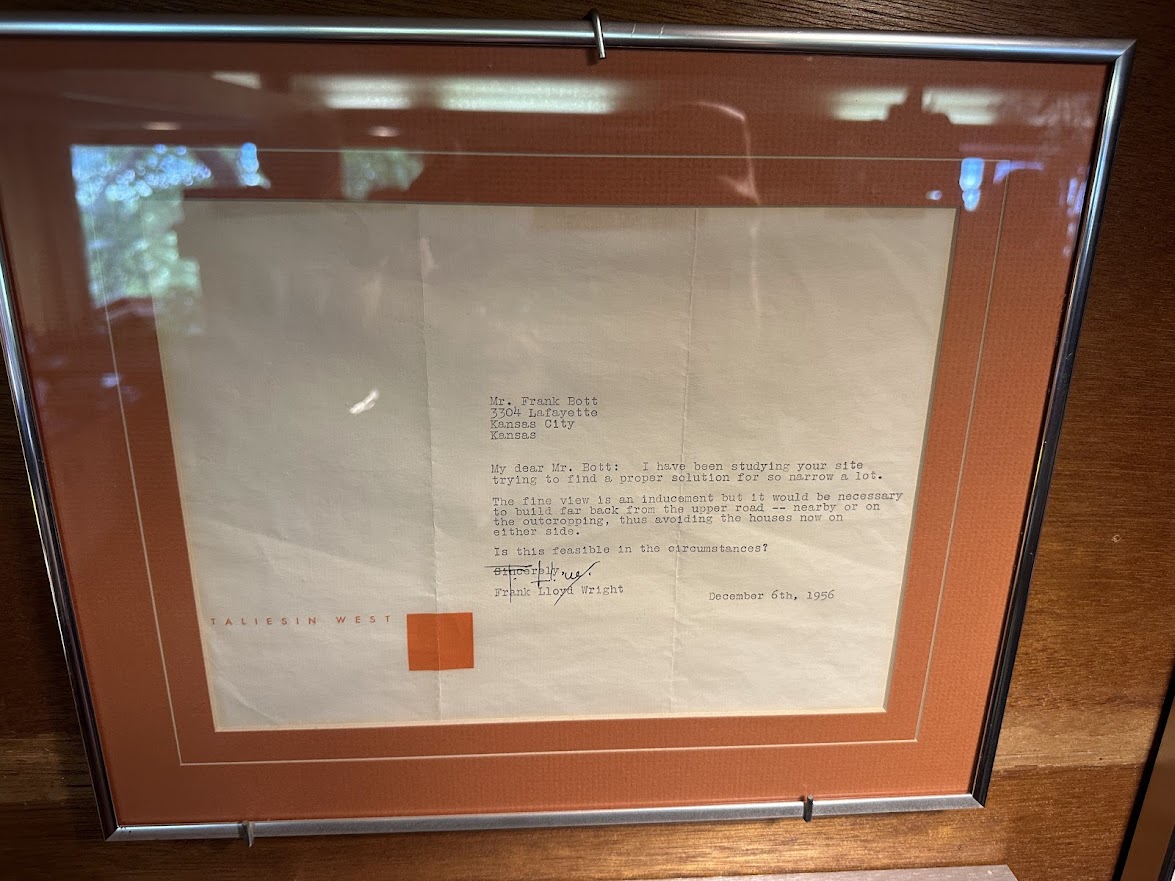 Mr. Frank Bott
3304 Lafayette
Kansas City
Kansas
My dear Mr. Bott: I have been studying your site
trying to find a proper solution for so narrow a lot.
The fine view is an inducement but it would be necessary
to build far back from the upper road -- nearby or on
the outcropping, thus avoiding the houses now on
either side.
Is this feasible in the circumstances?
Sincerely,
Frank Lloyd Wright
December 6th, 1956
TALIESIN WEST